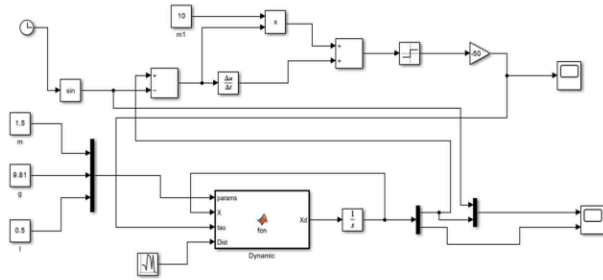 10
m1
x
+
+
-50
+
−
Δu
Δt
sin
1.5
m
9.81
g
0.5
l
params
X
tau
Dist
fcn
Xd
Dynamic
1
s